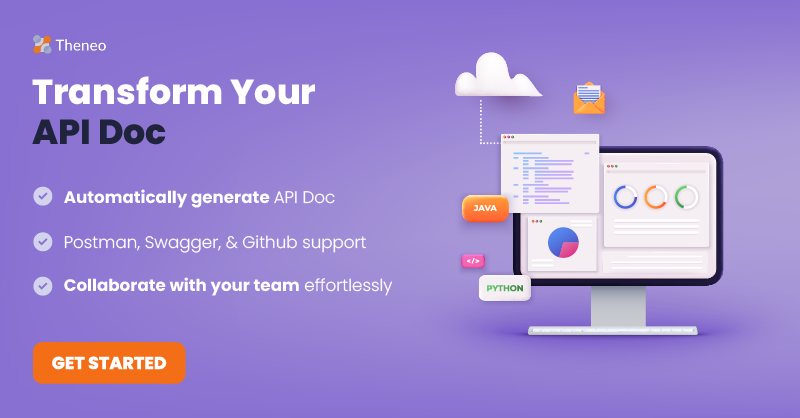 Theneo
Transform Your
API Doc
Automatically generate API Doc
Postman, Swagger, & Github support
Collaborate with your team effortlessly
GET STARTED
JAVA
</>
PYTHON